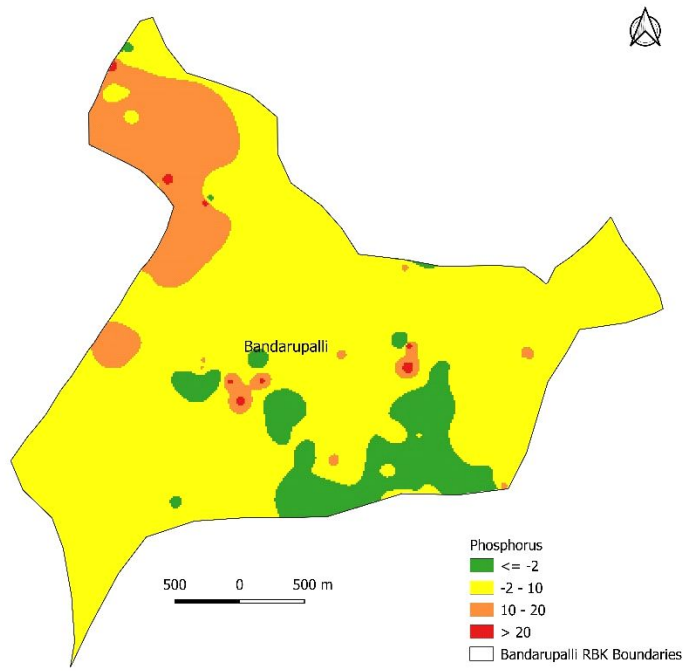 Bandarupalli
Phosphorus
<= -2
-2 - 10
10 - 20
> 20
Bandarupalli RBK Boundaries
500 0 500 m